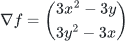 ∇f = (3x² − 3y
3y² − 3x)